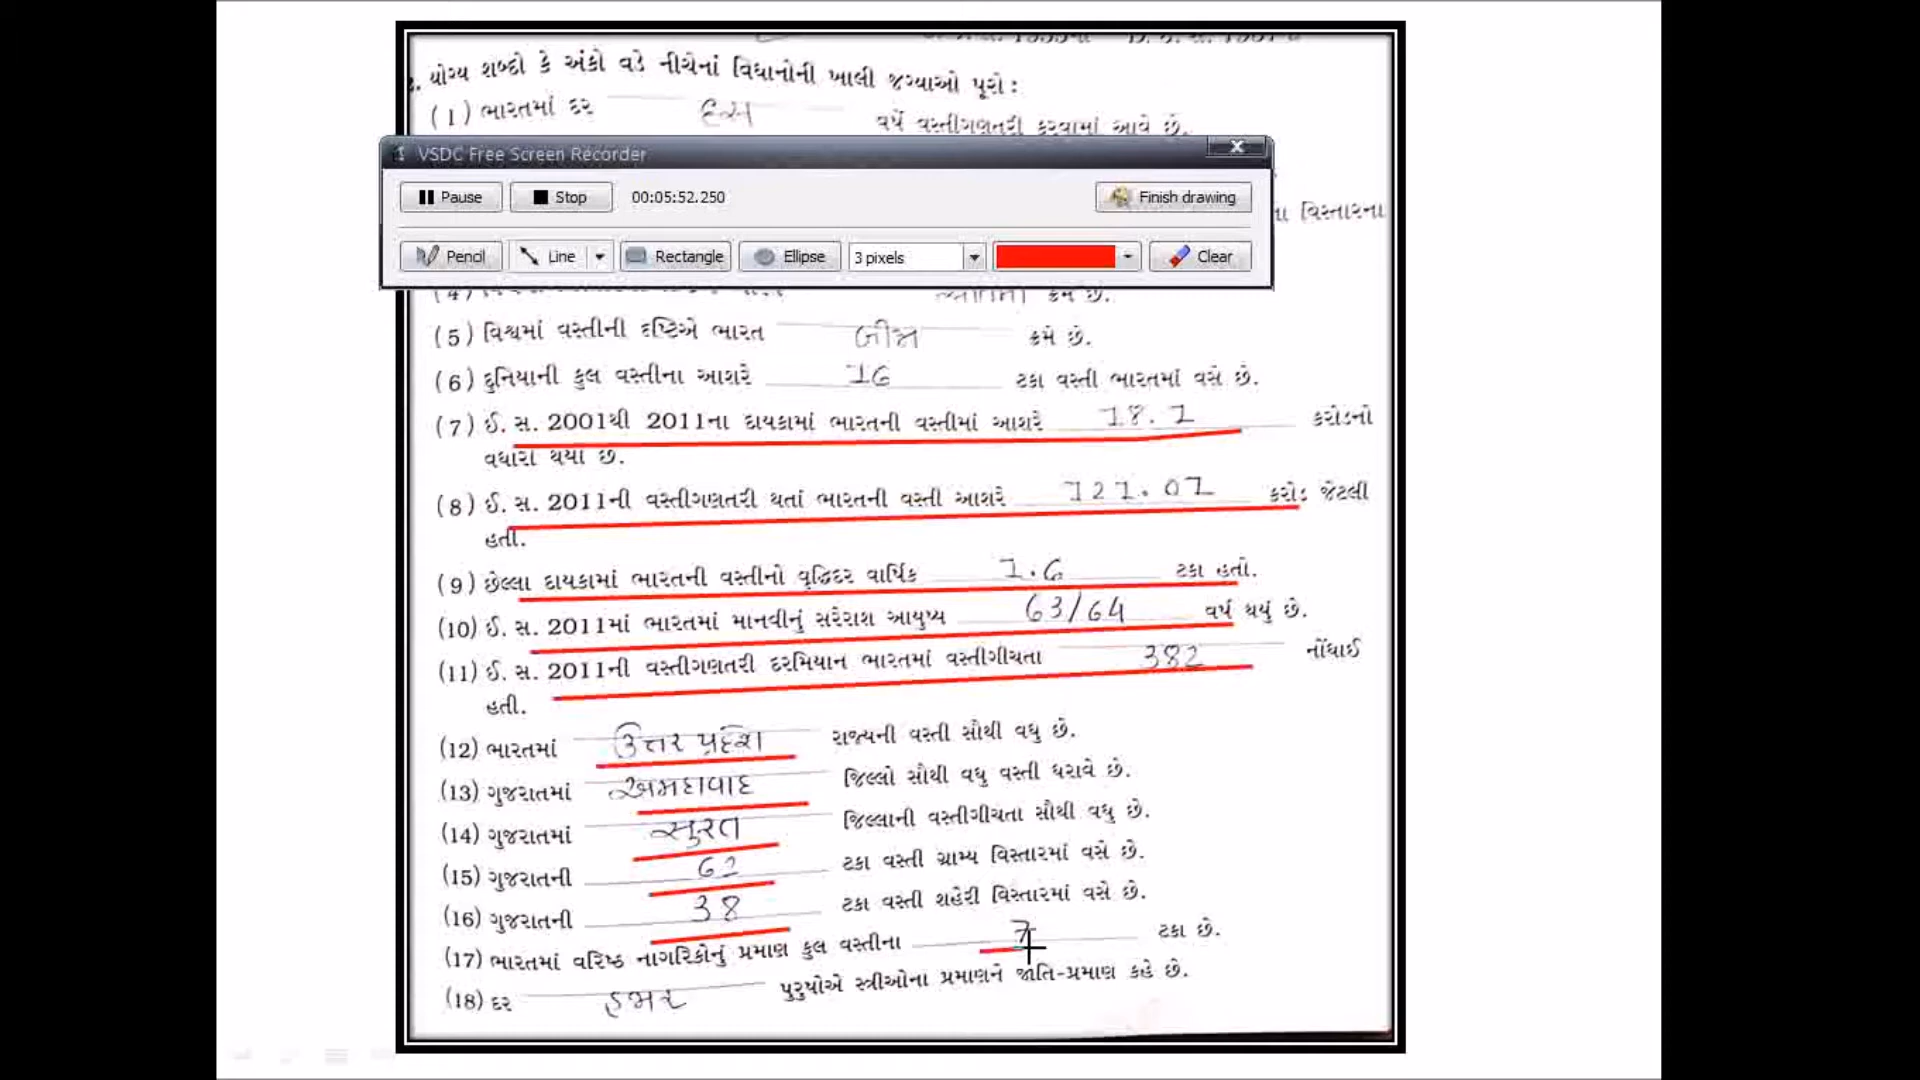 યોગ્ય શબ્દો કે અંકો વડે નીચેનાં વિધાનોની ખાલી જગ્યાઓ પૂરો :
(1) ભારતમાં દર દસ વર્ષે વસ્તીગણતરી કરવામાં આવે છે.
VSDC Free Screen Recorder
Pause Stop 00:05:52.250 Finish drawing
વિસ્તારના
Pencil Line Rectangle Ellipse 3 pixels Clear
ક્રમે છે.
(5) વિશ્વમાં વસ્તીની દૃષ્ટિએ ભારત બીજા ક્રમે છે.
(6) દુનિયાની કુલ વસ્તીના આશરે 16 ટકા વસ્તી ભારતમાં વસે છે.
(7) ઈ. સ. 2001થી 2011ના દાયકામાં ભારતની વસ્તીમાં આશરે 18.1 કરોડનો
વધારો થયો છે.
(8) ઈ. સ. 2011ની વસ્તીગણતરી થતાં ભારતની વસ્તી આશરે 121.01 કરોડ જેટલી
હતી.
(9) છેલ્લા દાયકામાં ભારતની વસ્તીનો વૃદ્ધિદર વાર્ષિક 1.6 ટકા હતો.
(10) ઈ. સ. 2011માં ભારતમાં માનવીનું સરેરાશ આયુષ્ય 63/64 વર્ષ થયું છે.
(11) ઈ. સ. 2011ની વસ્તીગણતરી દરમિયાન ભારતમાં વસ્તીગીચતા 382 નોંધાઈ
હતી.
(12) ભારતમાં ઉત્તર પ્રદેશ રાજ્યની વસ્તી સૌથી વધુ છે.
(13) ગુજરાતમાં અમદાવાદ જિલ્લો સૌથી વધુ વસ્તી ધરાવે છે.
(14) ગુજરાતમાં સુરત જિલ્લાની વસ્તીગીચતા સૌથી વધુ છે.
(15) ગુજરાતની 62 ટકા વસ્તી ગ્રામ્ય વિસ્તારમાં વસે છે.
(16) ગુજરાતની 38 ટકા વસ્તી શહેરી વિસ્તારમાં વસે છે.
(17) ભારતમાં વરિષ્ઠ નાગરિકોનું પ્રમાણ કુલ વસ્તીના 7 ટકા છે.
(18) દર હજાર પુરુષોએ સ્ત્રીઓના પ્રમાણને જાતિ-પ્રમાણ કહે છે.